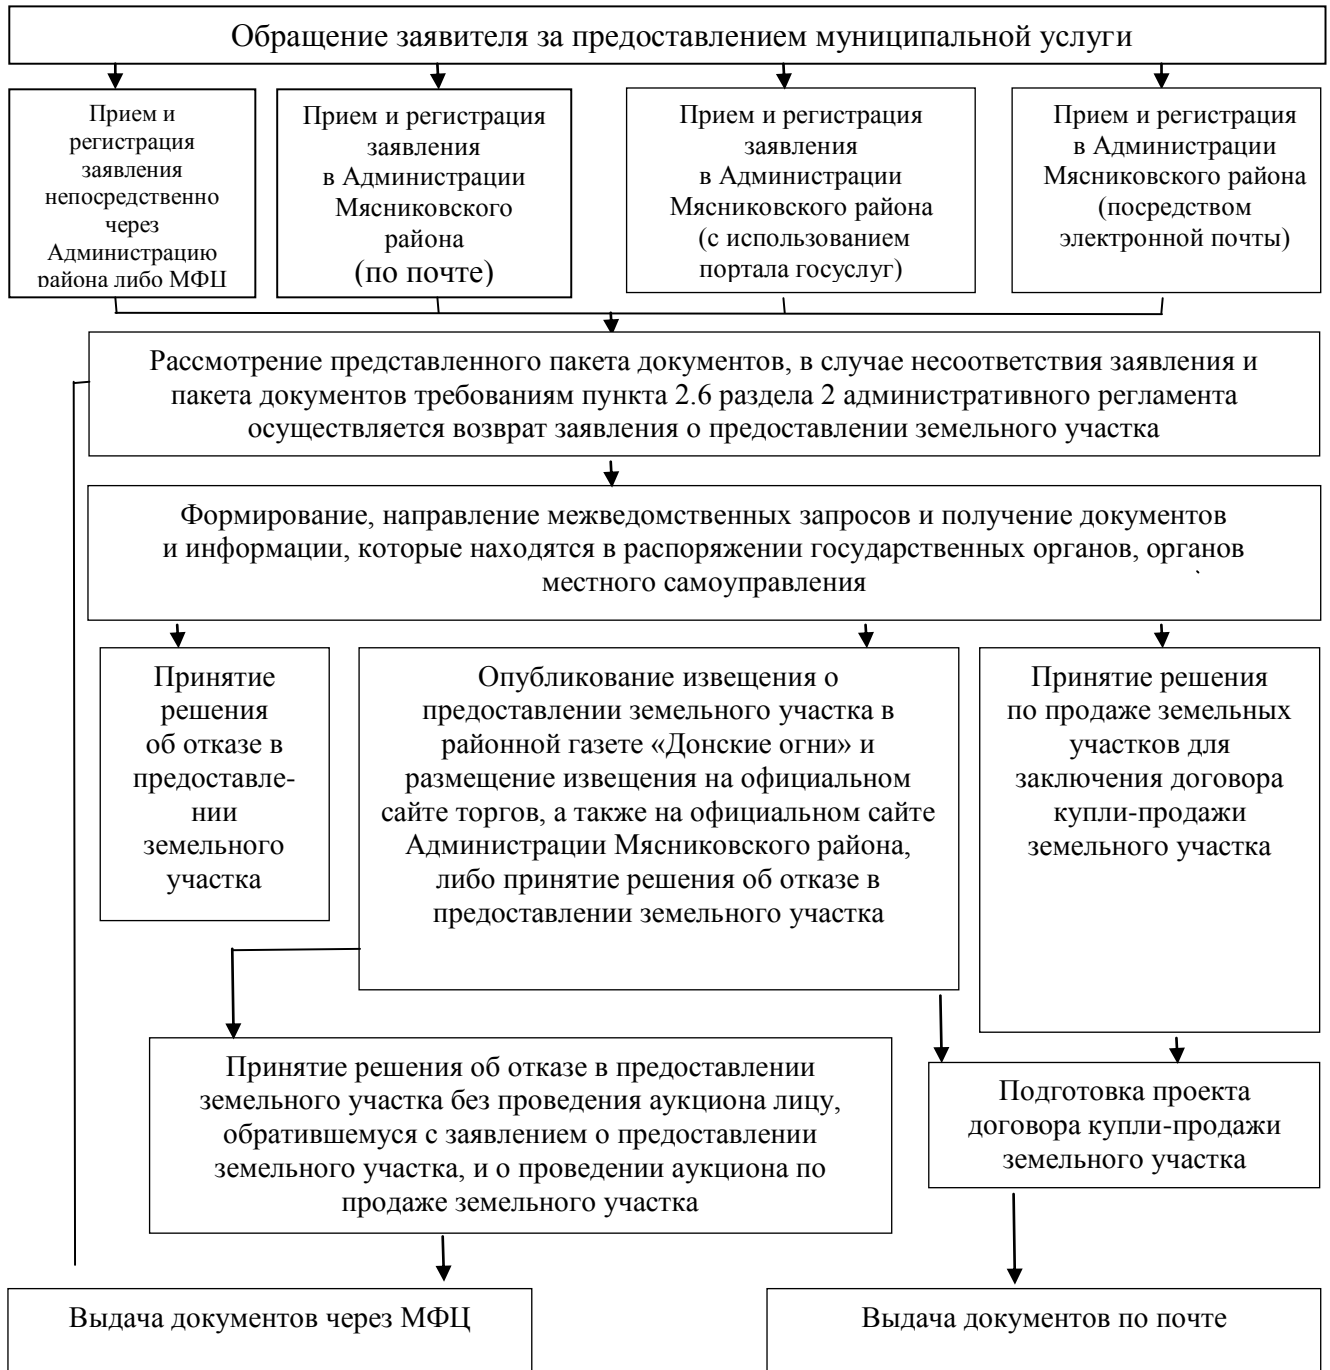 Обращение заявителя за предоставлением муниципальной услуги
Прием и
регистрация
заявления
непосредственно
через
Администрацию
района либо МФЦ
Прием и регистрация
заявления
в Администрации
Мясниковского
района
(по почте)
Прием и регистрация
заявления
в Администрации
Мясниковского района
(с использованием
портала госуслуг)
Прием и регистрация
в Администрации
Мясниковского района
(посредством
электронной почты)
Рассмотрение представленного пакета документов, в случае несоответствия заявления и
пакета документов требованиям пункта 2.6 раздела 2 административного регламента
осуществляется возврат заявления о предоставлении земельного участка
Формирование, направление межведомственных запросов и получение документов
и информации, которые находятся в распоряжении государственных органов, органов
местного самоуправления
Принятие
решения
об отказе в
предоставле-
нии
земельного
участка
Опубликование извещения о
предоставлении земельного участка в
районной газете «Донские огни» и
размещение извещения на официальном
сайте торгов, а также на официальном сайте
Администрации Мясниковского района,
либо принятие решения об отказе в
предоставлении земельного участка
Принятие решения
по продаже земельных
участков для
заключения договора
купли-продажи
земельного участка
Принятие решения об отказе в предоставлении
земельного участка без проведения аукциона лицу,
обратившемуся с заявлением о предоставлении
земельного участка, и о проведении аукциона по
продаже земельного участка
Подготовка проекта
договора купли-продажи
земельного участка
Выдача документов через МФЦ
Выдача документов по почте